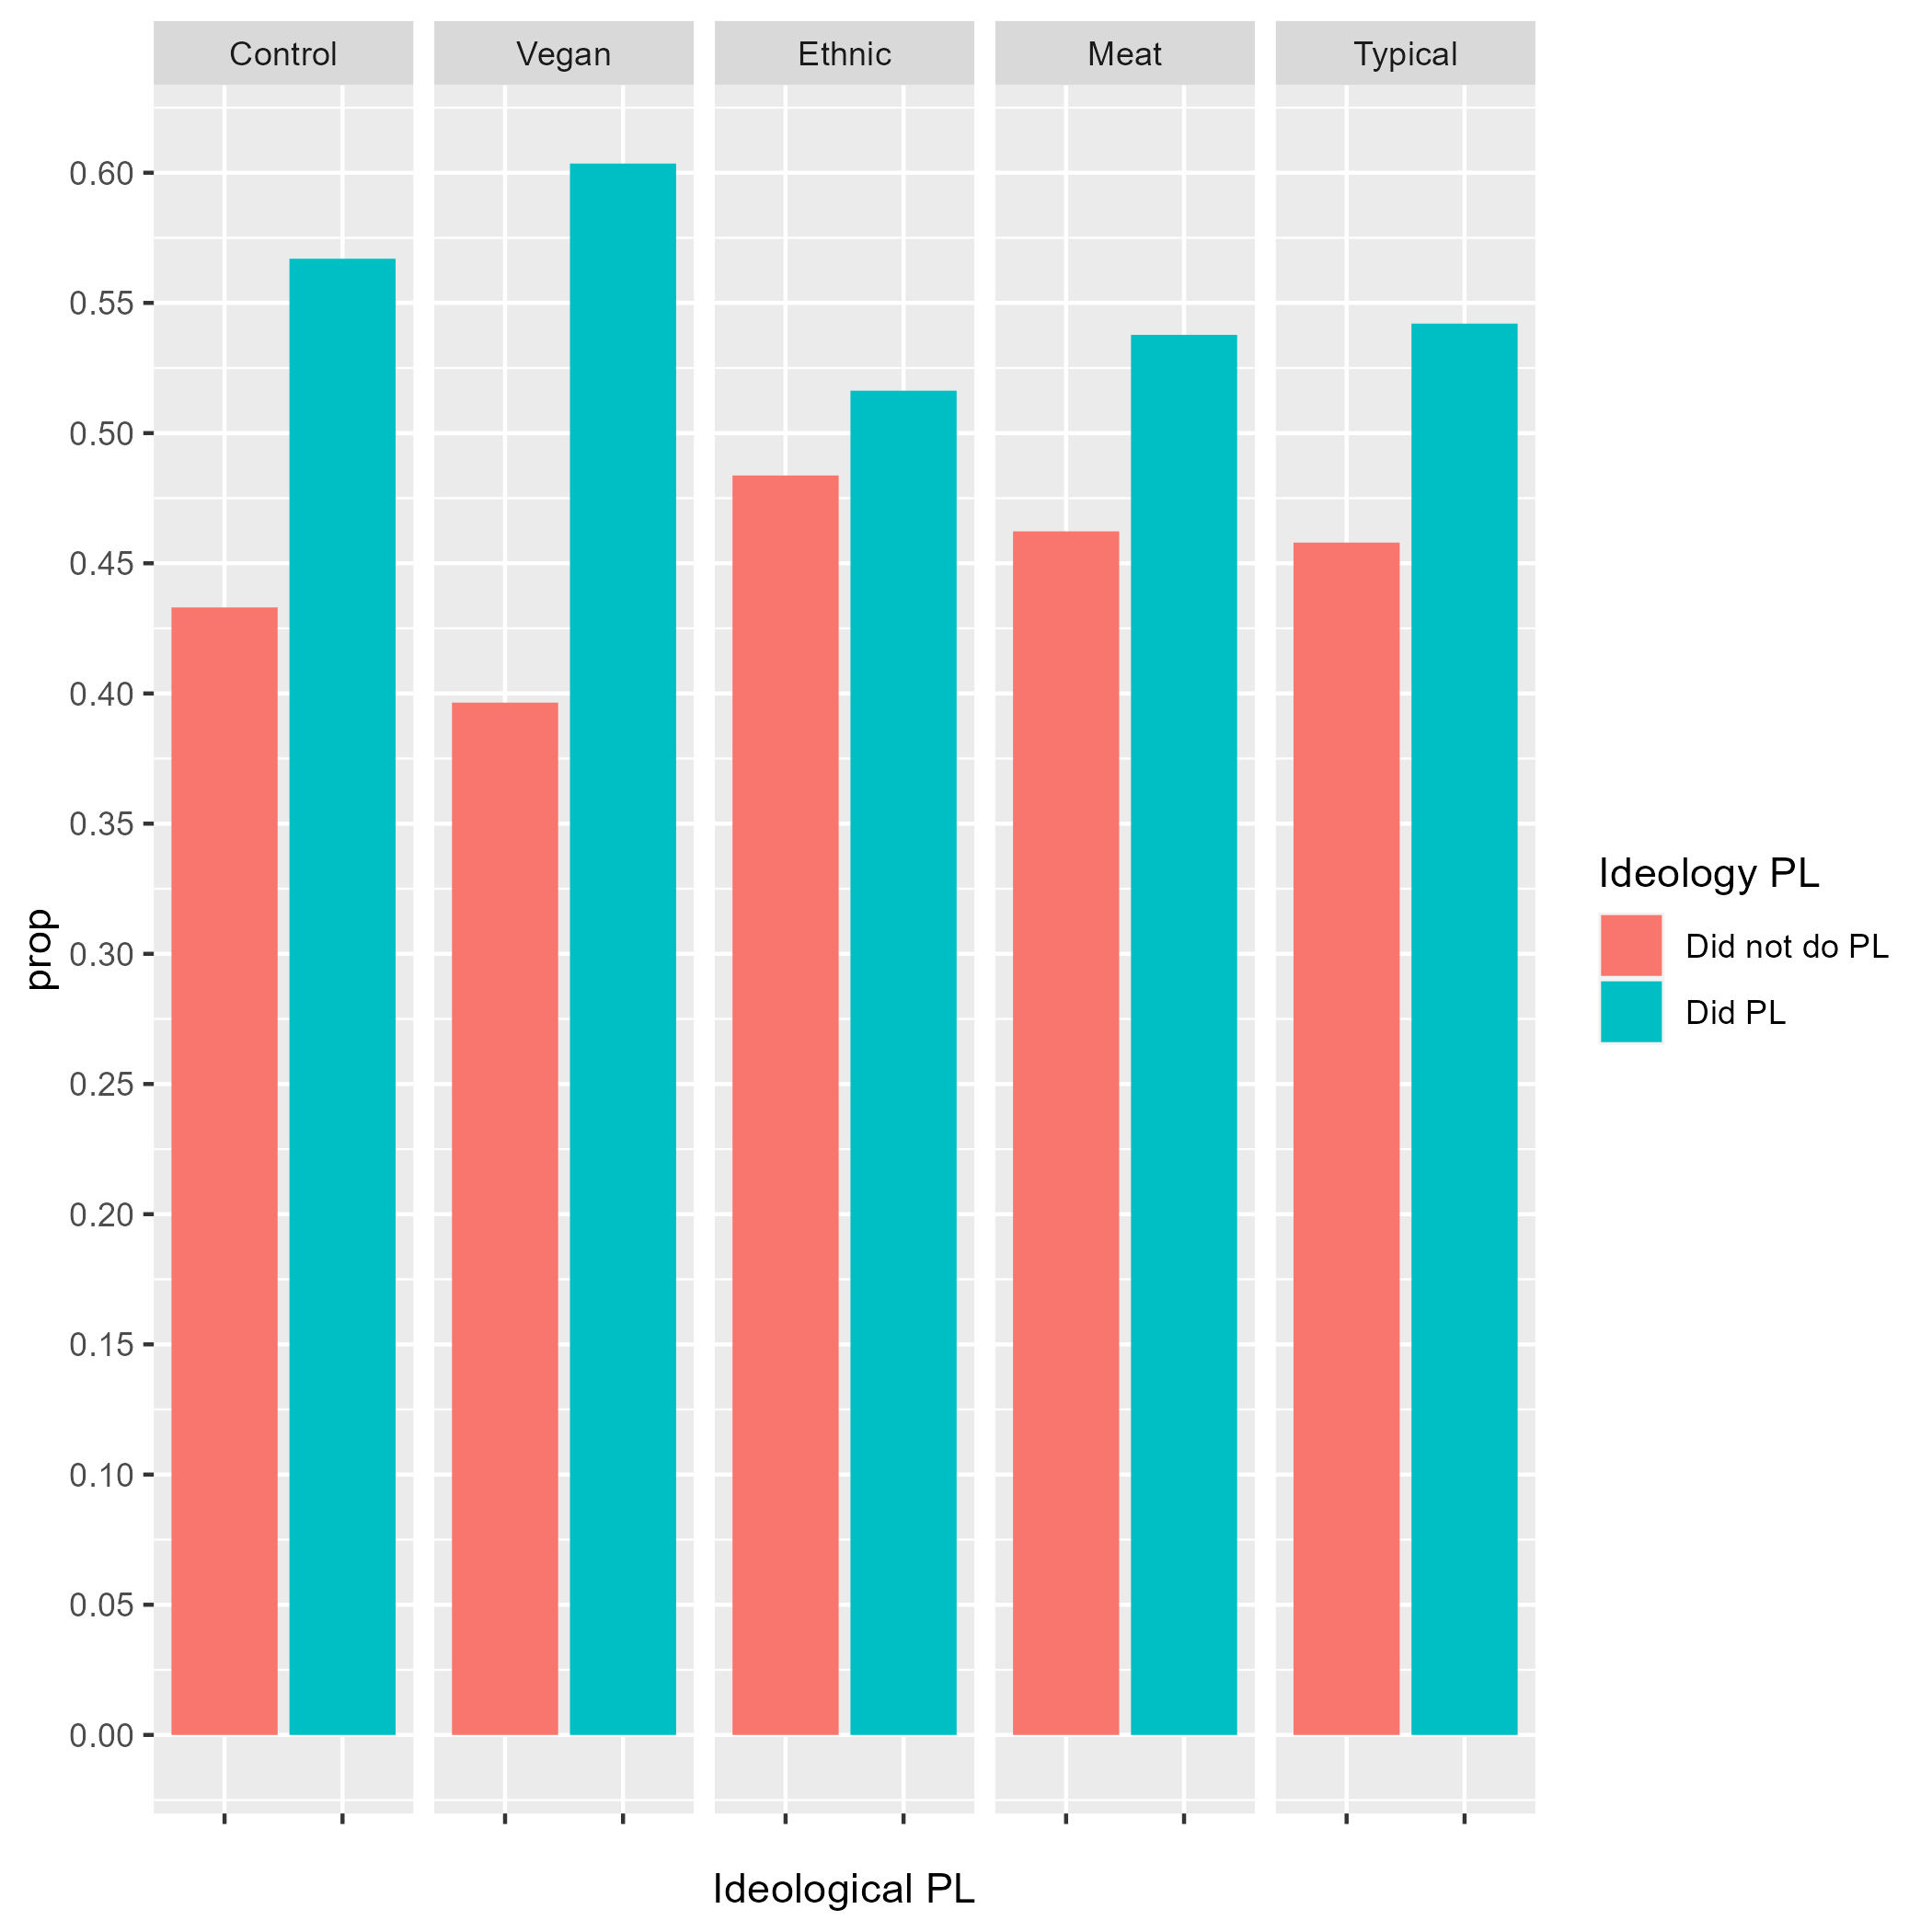 Control Vegan Ethnic Meat Typical
0.60
0.55
0.50
0.45
0.40
0.35
0.30
0.25
0.20
0.15
0.10
0.05
0.00
prop
Ideological PL
Ideology PL
Did not do PL
Did PL